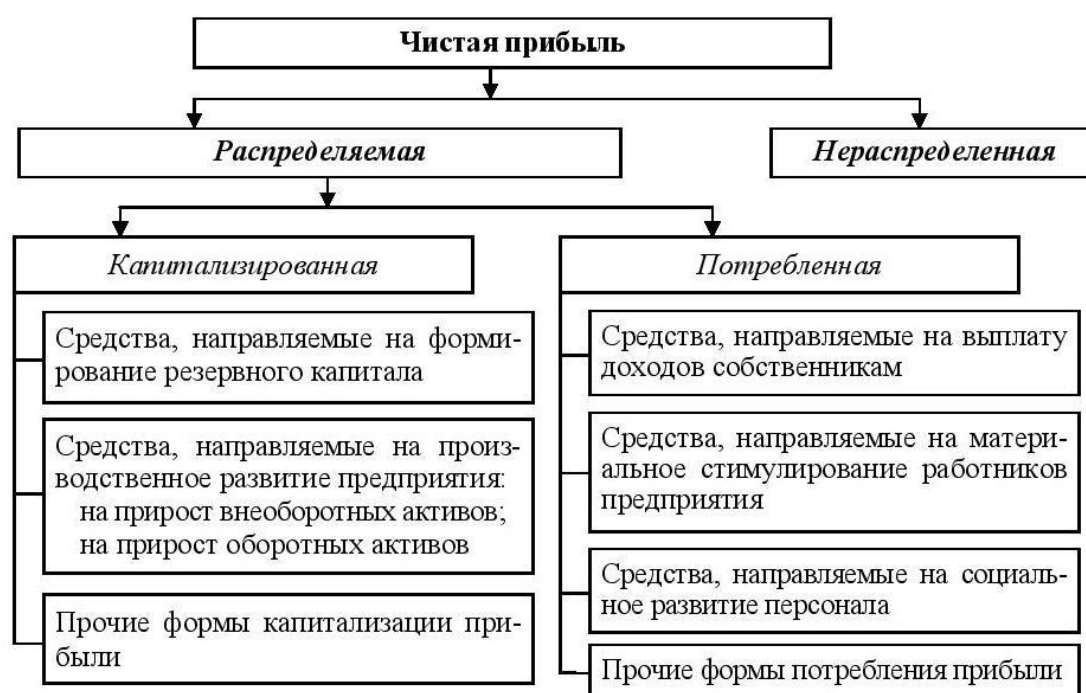 Чистая прибыль
Распределяемая
Нераспределенная
Капитализированная
Средства, направляемые на форми-
рование резервного капитала
Средства, направляемые на произ-
водственное развитие предприятия:
на прирост внеоборотных активов;
на прирост оборотных активов
Прочие формы капитализации при-
были
Потребленная
Средства, направляемые на выплату
доходов собственникам
Средства, направляемые на матери-
альное стимулирование работников
предприятия
Средства, направляемые на социаль-
ное развитие персонала
Прочие формы потребления прибыли